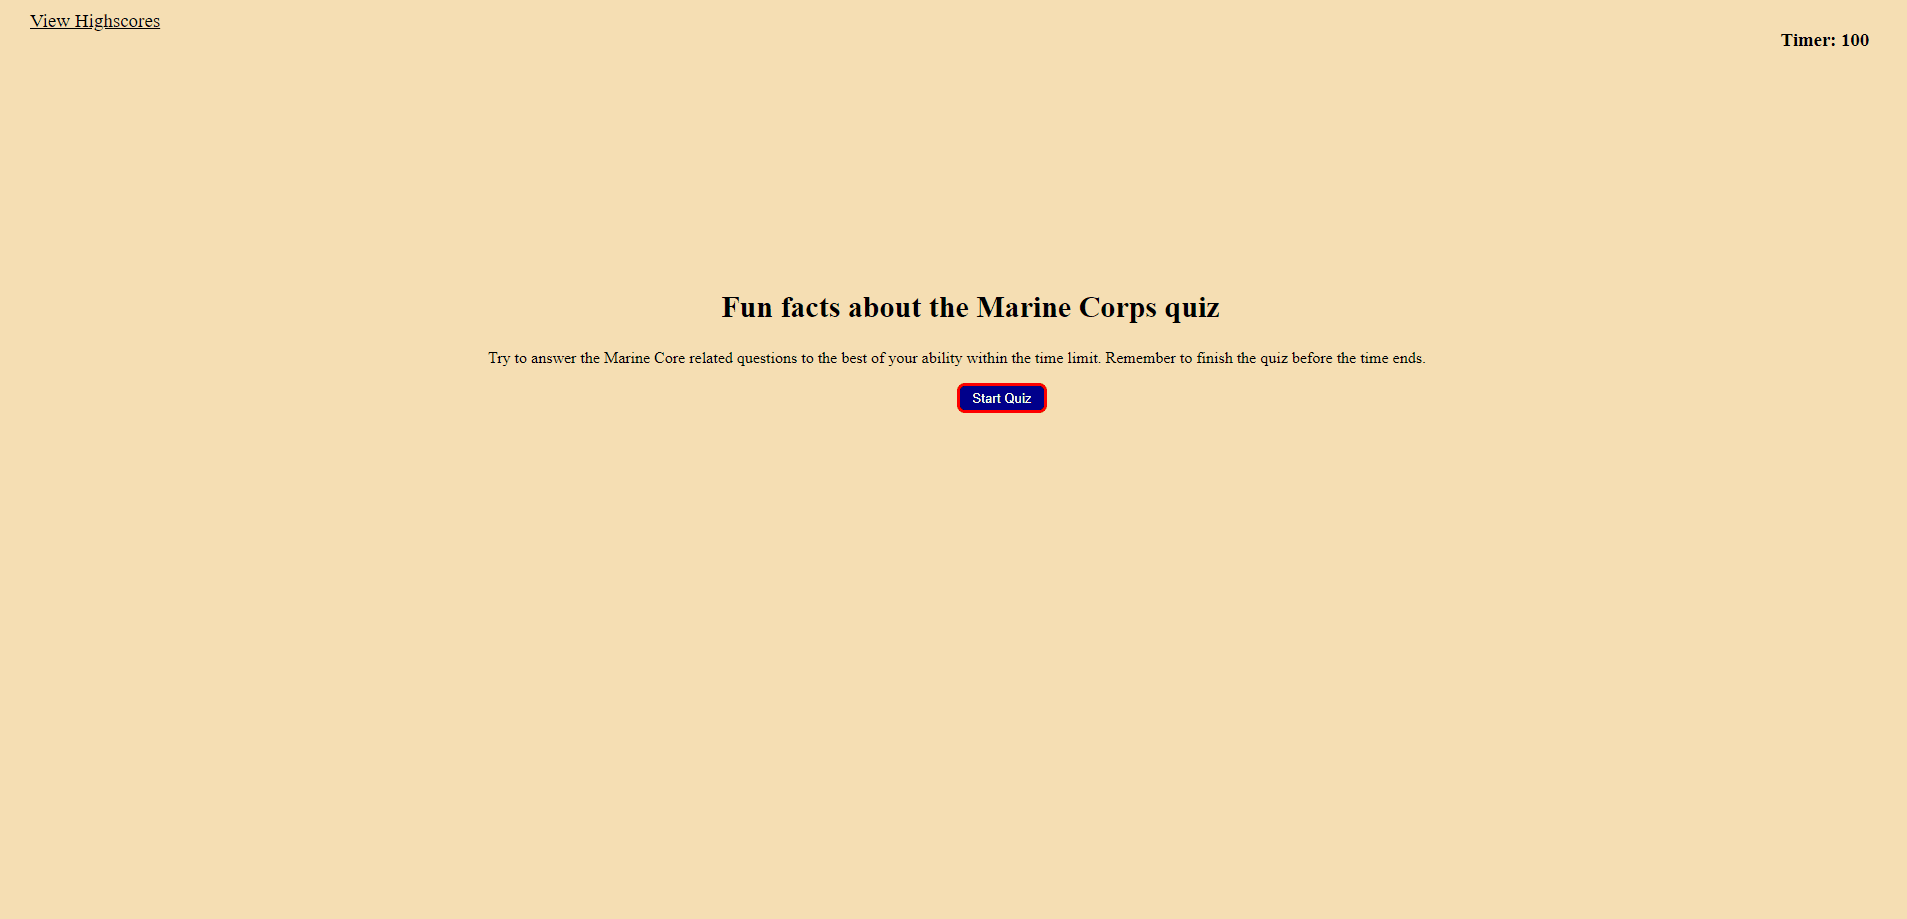 View Highscores
Timer: 100
Fun facts about the Marine Corps quiz
Try to answer the Marine Core related questions to the best of your ability within the time limit. Remember to finish the quiz before the time ends.
Start Quiz